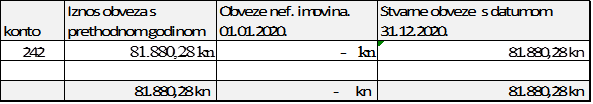 konto Iznos obveza s prethodnom godinom Obveze nef. imovina. 01.01.2020. Stvarne obveze s datumom 31.12.2020.
242 81.880,28 kn - kn 81.880,28 kn
81.880,28 kn - kn 81.880,28 kn